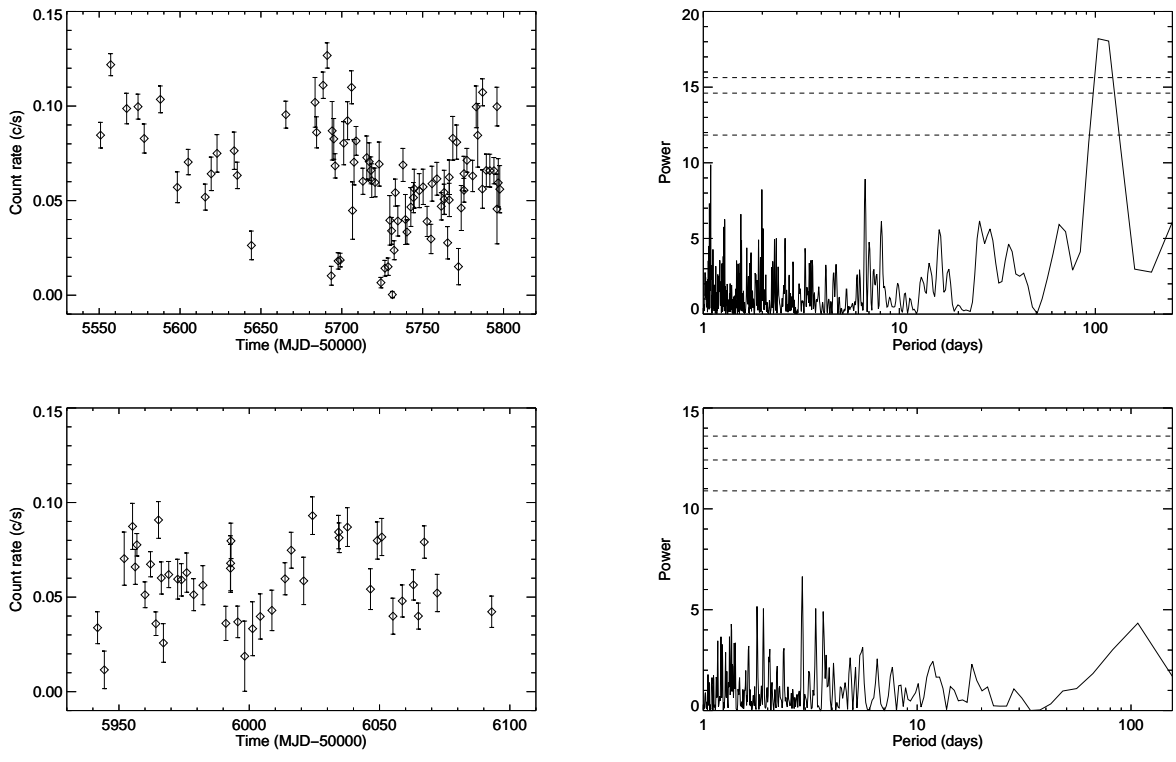 0.15
0.10
0.05
0.00
Count rate (c/s)
5550 5600 5650 5700 5750 5800
Time (MJD−50000)
20
15
10
5
0
Power
1 10 100
Period (days)
0.15
0.10
0.05
0.00
Count rate (c/s)
5950 6000 6050 6100
Time (MJD−50000)
15
10
5
0
Power
1 10 100
Period (days)